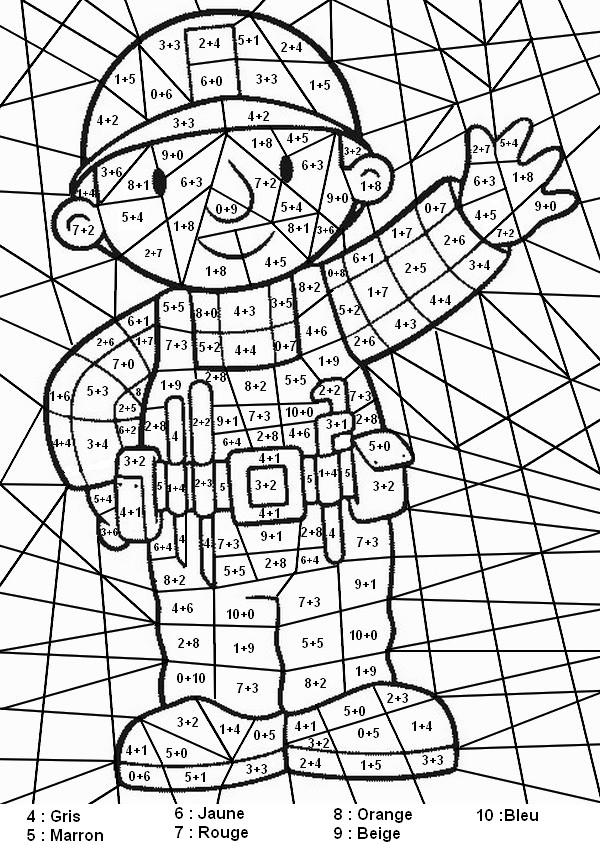 3+3 2+4 5+1 2+4
1+5 0+6 6+0 3+3 1+5
4+2 3+3 4+2
9+0 1+8 4+5 3+2
3+6 8+1 6+3 7+2 6+3 1+8
1+4 5+4 0+9 5+4 9+0
7+2 1+8 8+1 3+6
2+7 1+8 4+5
2+7 5+4
6+3 1+8
4+5 9+0
7+2
0+7 2+6 3+4
1+7 2+5 4+4
6+1 1+7 4+3
0+8 5+2 2+6
5+5 8+0 4+3 3+5 8+2
6+1 7+3 5+2 4+4 0+7 4+6
2+6 1+7
7+0 1+9 2+8 8+2 5+5 1+9
1+6 5+3 8 2+2 7+3
2+5 2+8 4 2+2 9+1 7+3 10+0 3+1 2+8
4+4 3+4 6+2 6+4 2+8 4+6 5+0
3+2 4+1
5 1+4 2+3 5 3+2 5 1+4 5 3+2
5+4 4+1 4+1
3+6 6+4 4 4 7+3 9+1 2+8 4 7+3
8+2 5+5 2+8 6+4
4+6 10+0 7+3 9+1
2+8 1+9 5+5 10+0
0+10 7+3 8+2 1+9
3+2 1+4 0+5 4+1 5+0 2+3
4+1 5+0 3+2 0+5 1+4
0+6 5+1 3+3 2+4 1+5 3+3
4 : Gris 6 : Jaune 8 : Orange 10 :Bleu
5 : Marron 7 : Rouge 9 : Beige